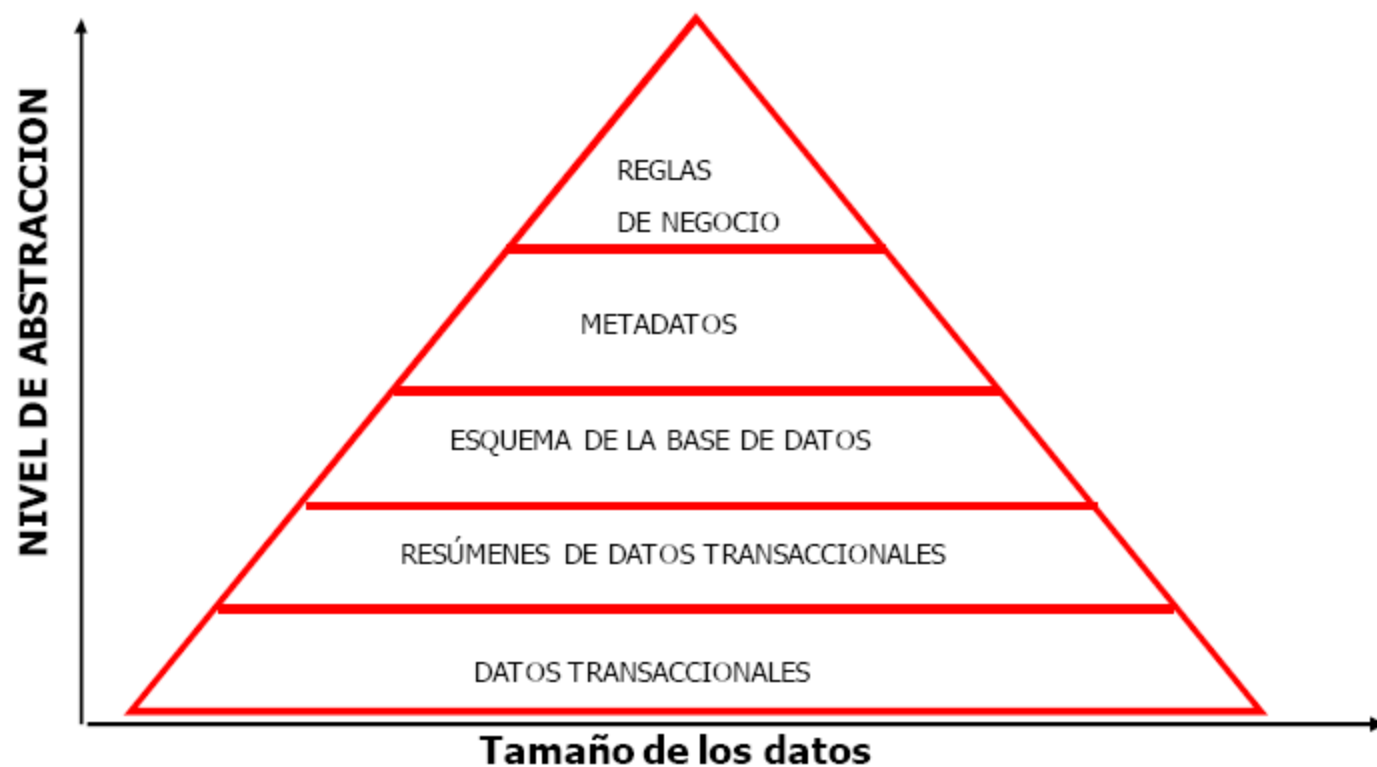 NIVEL DE ABSTRACCION
REGLAS
DE NEGOCIO
METADATOS
ESQUEMA DE LA BASE DE DATOS
RESÚMENES DE DATOS TRANSACCIONALES
DATOS TRANSACCIONALES
Tamaño de los datos